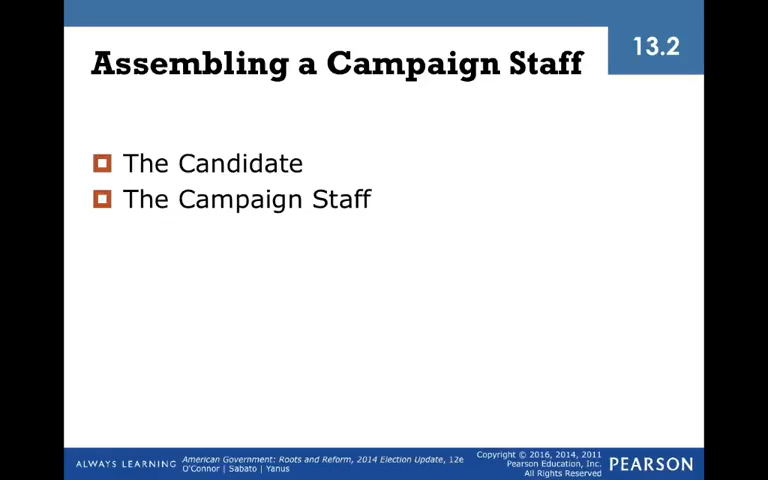 13.2
Assembling a Campaign Staff
The Candidate
The Campaign Staff
ALWAYS LEARNING
American Government: Roots and Reform, 2014 Election Update, 12e
O'Connor | Sabato | Yanus
Copyright © 2016, 2014, 2011
Pearson Education, Inc.
All Rights Reserved
PEARSON